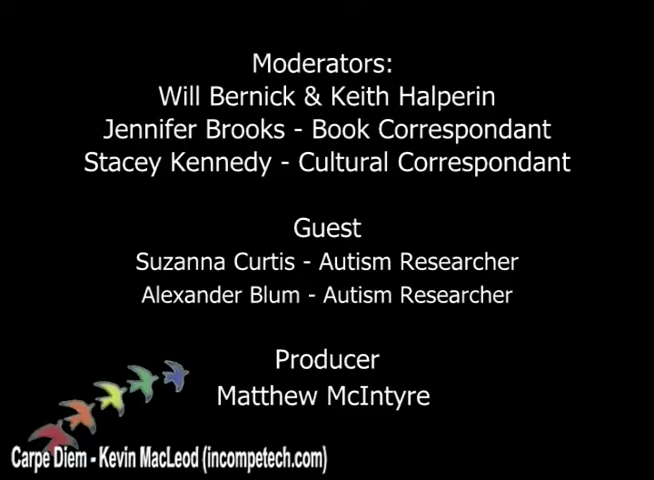 Moderators:
Will Bernick & Keith Halperin
Jennifer Brooks - Book Correspondant
Stacey Kennedy - Cultural Correspondant
Guest
Suzanna Curtis - Autism Researcher
Alexander Blum - Autism Researcher
Producer
Matthew McIntyre
Carpe Diem - Kevin MacLeod (incompetech.com)